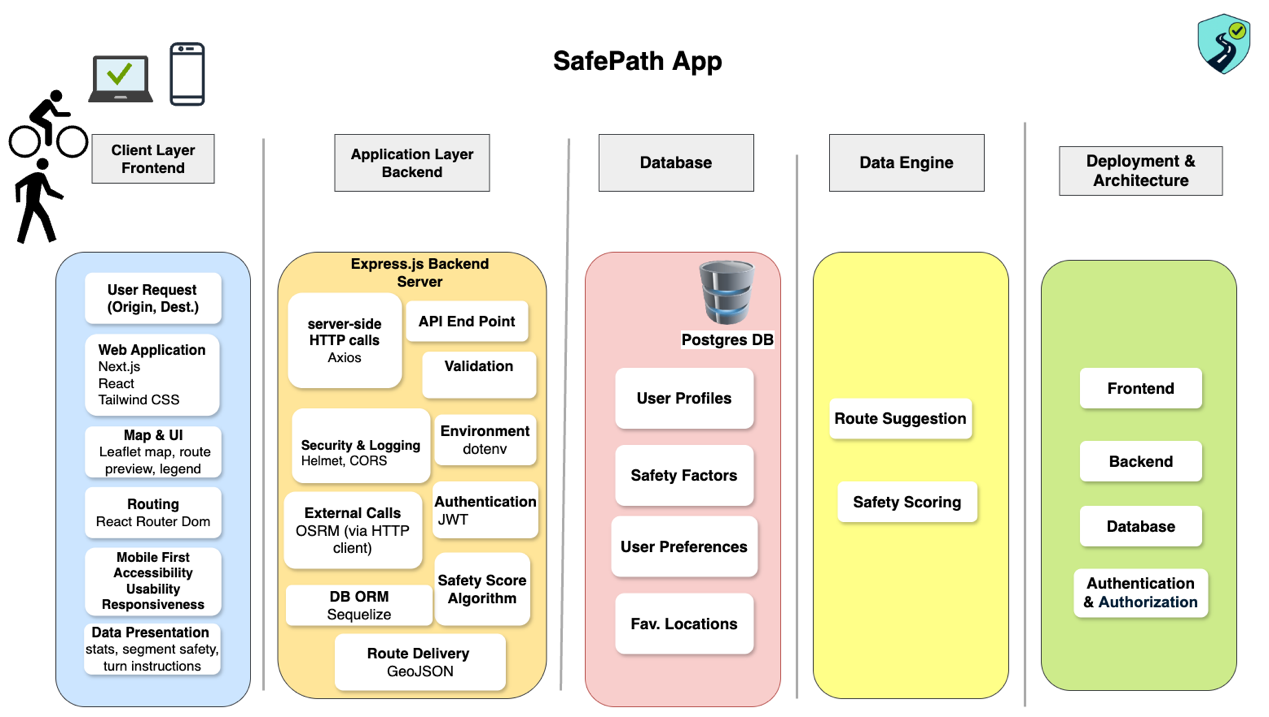 SafePath App
Client Layer
Frontend
User Request
(Origin, Dest.)
Web Application
Next.js
React
Tailwind CSS
Map & UI
Leaflet map, route
preview, legend
Routing
React Router Dom
Mobile First
Accessibility
Usability
Responsiveness
Data Presentation
stats, segment safety,
turn instructions
Application Layer
Backend
Express.js Backend
Server
server-side
HTTP calls
Axios
API End Point
Validation
Security & Logging
Helmet, CORS
Environment
dotenv
External Calls
OSRM (via HTTP
client)
Authentication
JWT
DB ORM
Sequelize
Safety Score
Algorithm
Route Delivery
GeoJSON
Database
Postgres DB
User Profiles
Safety Factors
User Preferences
Fav. Locations
Data Engine
Route Suggestion
Safety Scoring
Deployment &
Architecture
Frontend
Backend
Database
Authentication
& Authorization